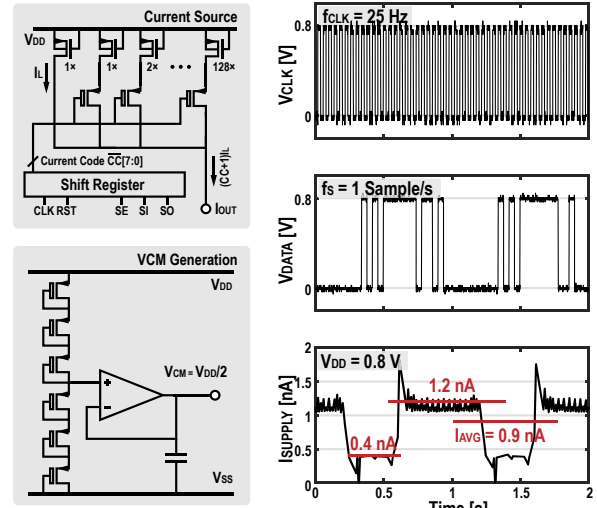 Current Source
VDD
IL
1×
1×
2×
• • •
128×
Current Code CC[7:0]
(CC+1)IL
Shift Register
CLK RST SE SI SO
IOUT
VCM Generation
VDD
VCM = VDD/2
+
-
VSS
fCLK = 25 Hz
VCLK [V]
0.8
0
fS = 1 Sample/s
VDATA [V]
0.8
0
VDD = 0.8 V
ISUPPLY [nA]
2
1.5
1
0.5
0
1.2 nA
IAVG = 0.9 nA
0.4 nA
0 0.5 1 1.5 2
Time [s]